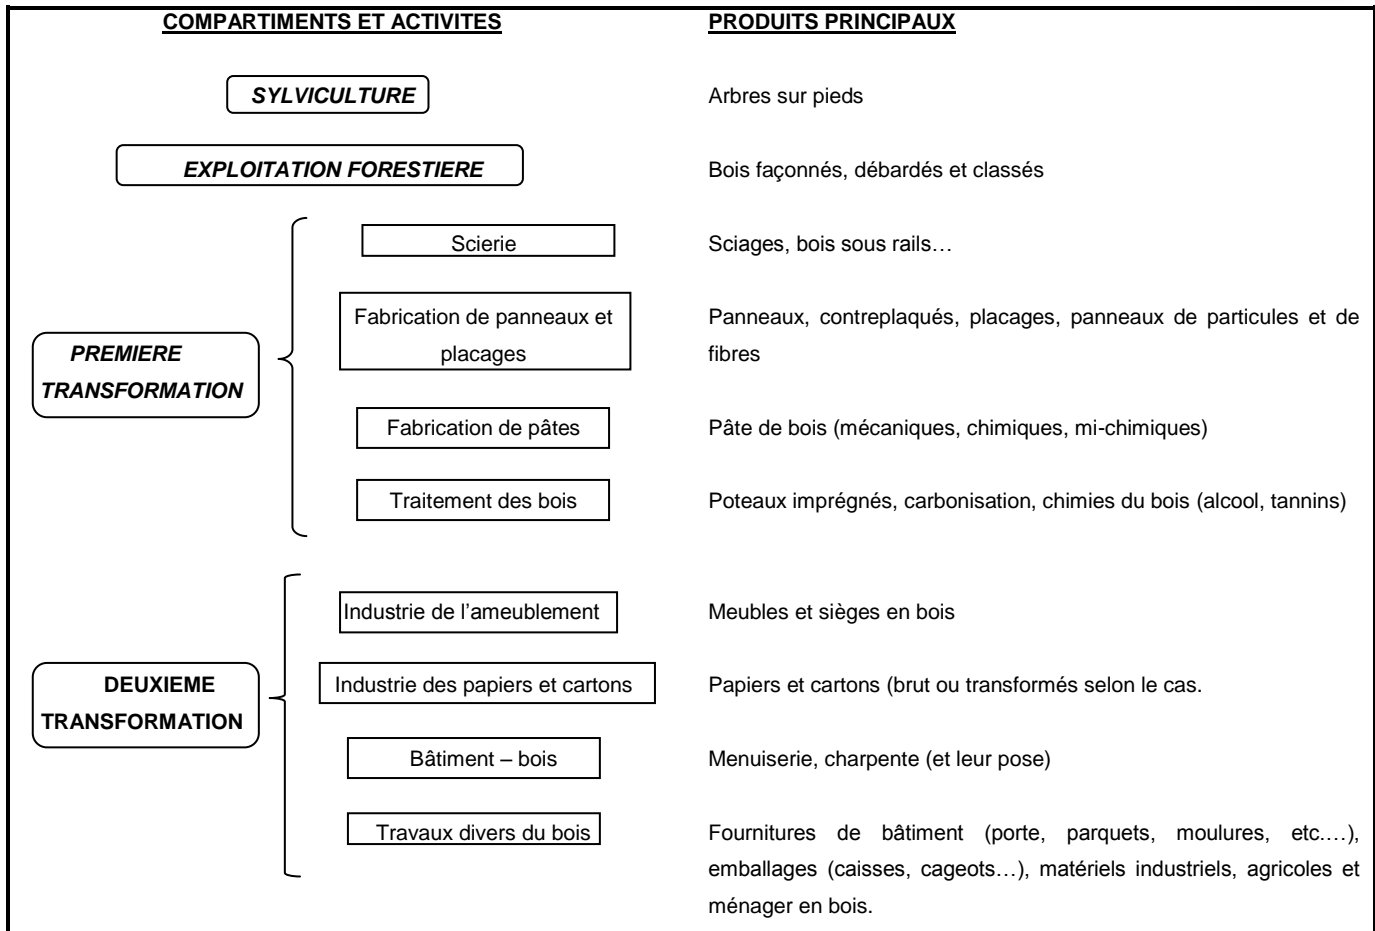 COMPARTIMENTS ET ACTIVITES PRODUITS PRINCIPAUX
SYLVICULTURE Arbres sur pieds
EXPLOITATION FORESTIERE Bois façonnés, débardés et classés
Scierie Sciages, bois sous rails…
Fabrication de panneaux et Panneaux, contreplaqués, placages, panneaux de particules et de
placages fibres
PREMIERE
TRANSFORMATION
Fabrication de pâtes Pâte de bois (mécaniques, chimiques, mi-chimiques)
Traitement des bois Poteaux imprégnés, carbonisation, chimies du bois (alcool, tannins)
Industrie de l’ameublement Meubles et sièges en bois
DEUXIEME
TRANSFORMATION
Industrie des papiers et cartons Papiers et cartons (brut ou transformés selon le cas.
Bâtiment – bois Menuiserie, charpente (et leur pose)
Travaux divers du bois Fournitures de bâtiment (porte, parquets, moulures, etc.…),
emballages (caisses, cageots…), matériels industriels, agricoles et
ménager en bois.